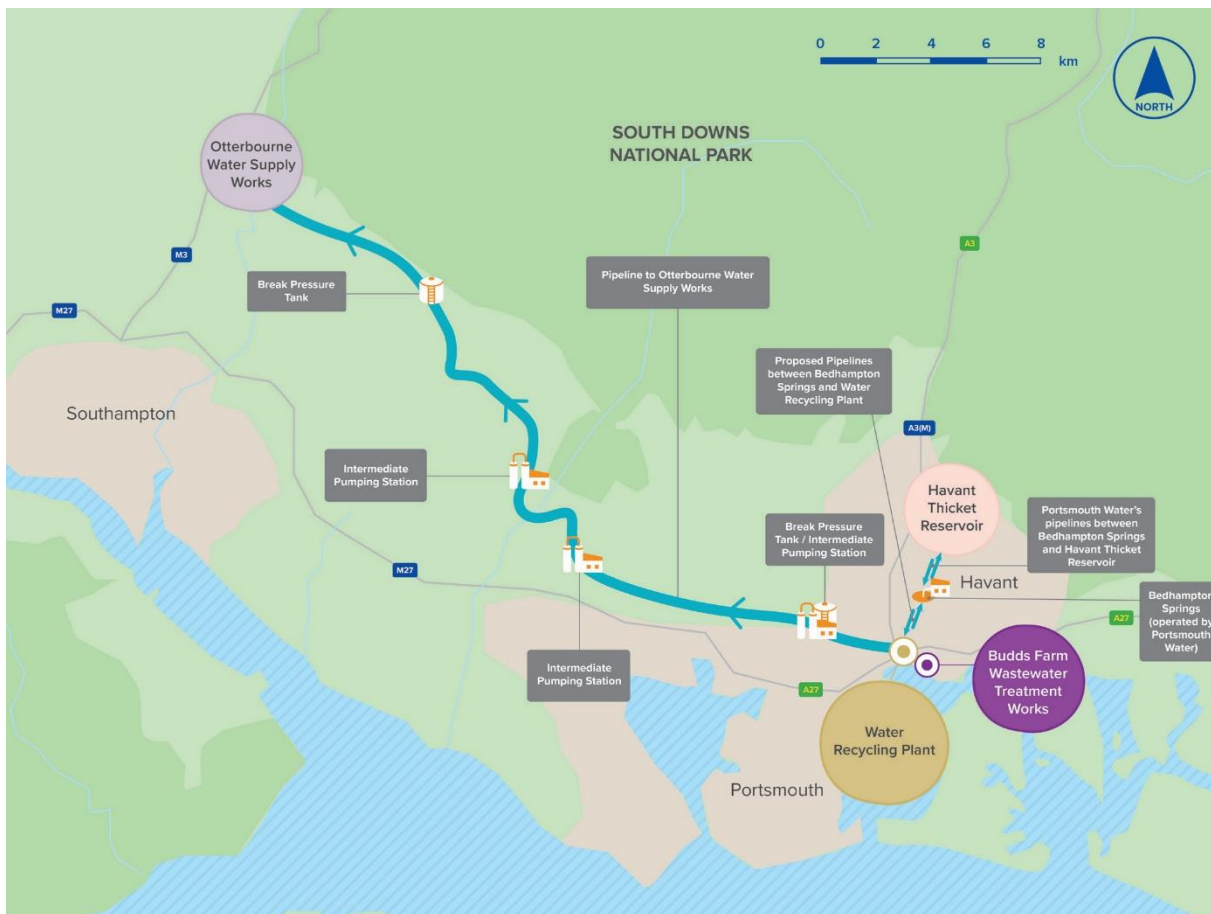 0 2 4 6 8 km
NORTH
SOUTH DOWNS
NATIONAL PARK
Otterbourne
Water Supply
Works
M3
A3
Break Pressure
Tank
Pipeline to Otterbourne Water
Supply Works
M27
Proposed Pipelines
between Bedhampton
Springs and Water
Recycling Plant
Southampton
A3(M)
Intermediate
Pumping Station
Havant
Thicket
Reservoir
Break Pressure
Tank / Intermediate
Pumping Station
Portsmouth Water's
pipelines between
Bedhampton Springs
and Havant Thicket
Reservoir
M27
Havant
Bedhampton
Springs
(operated by
Portsmouth
Water)
A27
Intermediate
Pumping Station
A27
Budds Farm
Wastewater
Treatment
Works
Water
Recycling Plant
Portsmouth